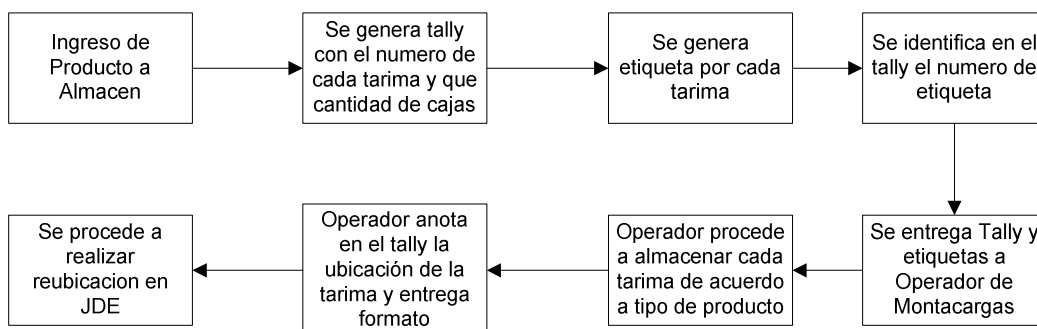 Ingreso de
Producto a
Almacen
Se genera tally
con el numero de
cada tarima y que
cantidad de cajas
Se genera
etiqueta por cada
tarima
Se identifica en el
tally el numero de
etiqueta
Se entrega Tally y
etiquetas a
Operador de
Montacargas
Operador procede
a almacenar cada
tarima de acuerdo
a tipo de producto
Operador anota
en el tally la
ubicación de la
tarima y entrega
formato
Se procede a
realizar
reubicacion en
JDE